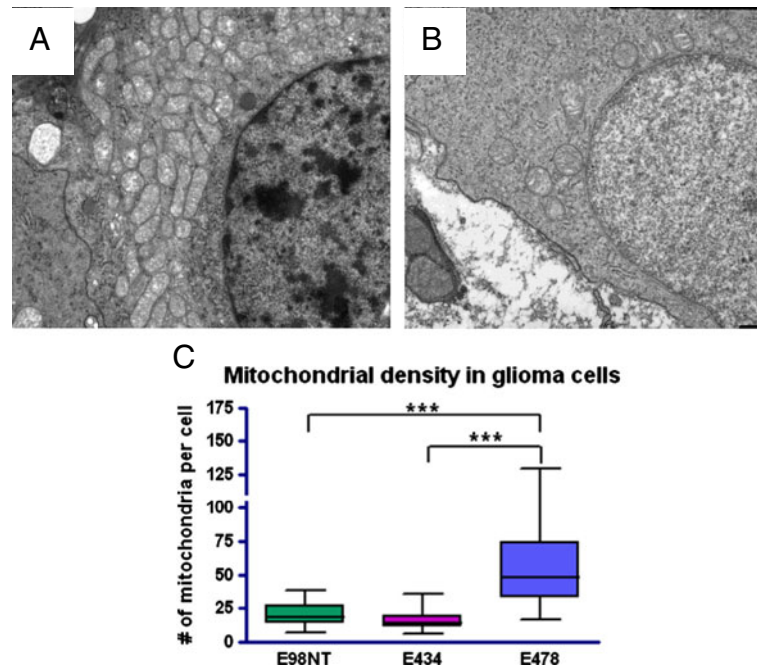 A
B
C
Mitochondrial density in glioma cells
# of mitochondria per cell
175
150
125
100
75
50
25
0
***
***
E98NT
E434
E478